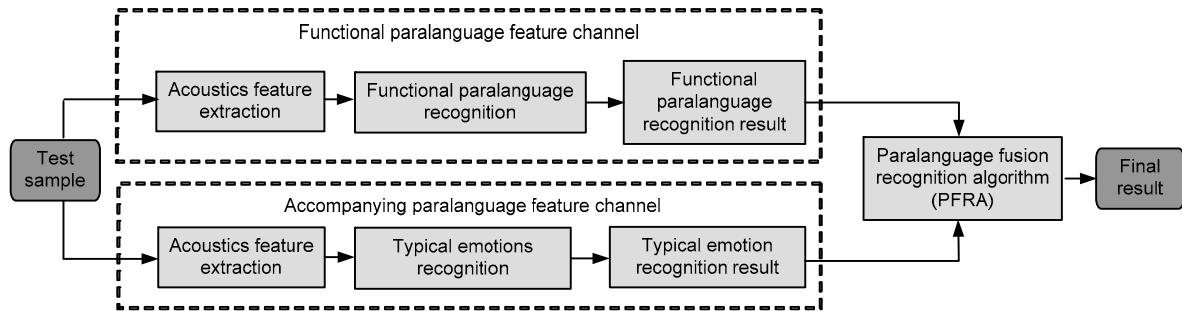 Functional paralanguage feature channel
Acoustics feature
extraction
Functional paralanguage
recognition
Functional
paralanguage
recognition result
Test
sample
Paralanguage fusion
recognition algorithm
(PFRA)
Final
result
Accompanying paralanguage feature channel
Acoustics feature
extraction
Typical emotions
recognition
Typical emotion
recognition result